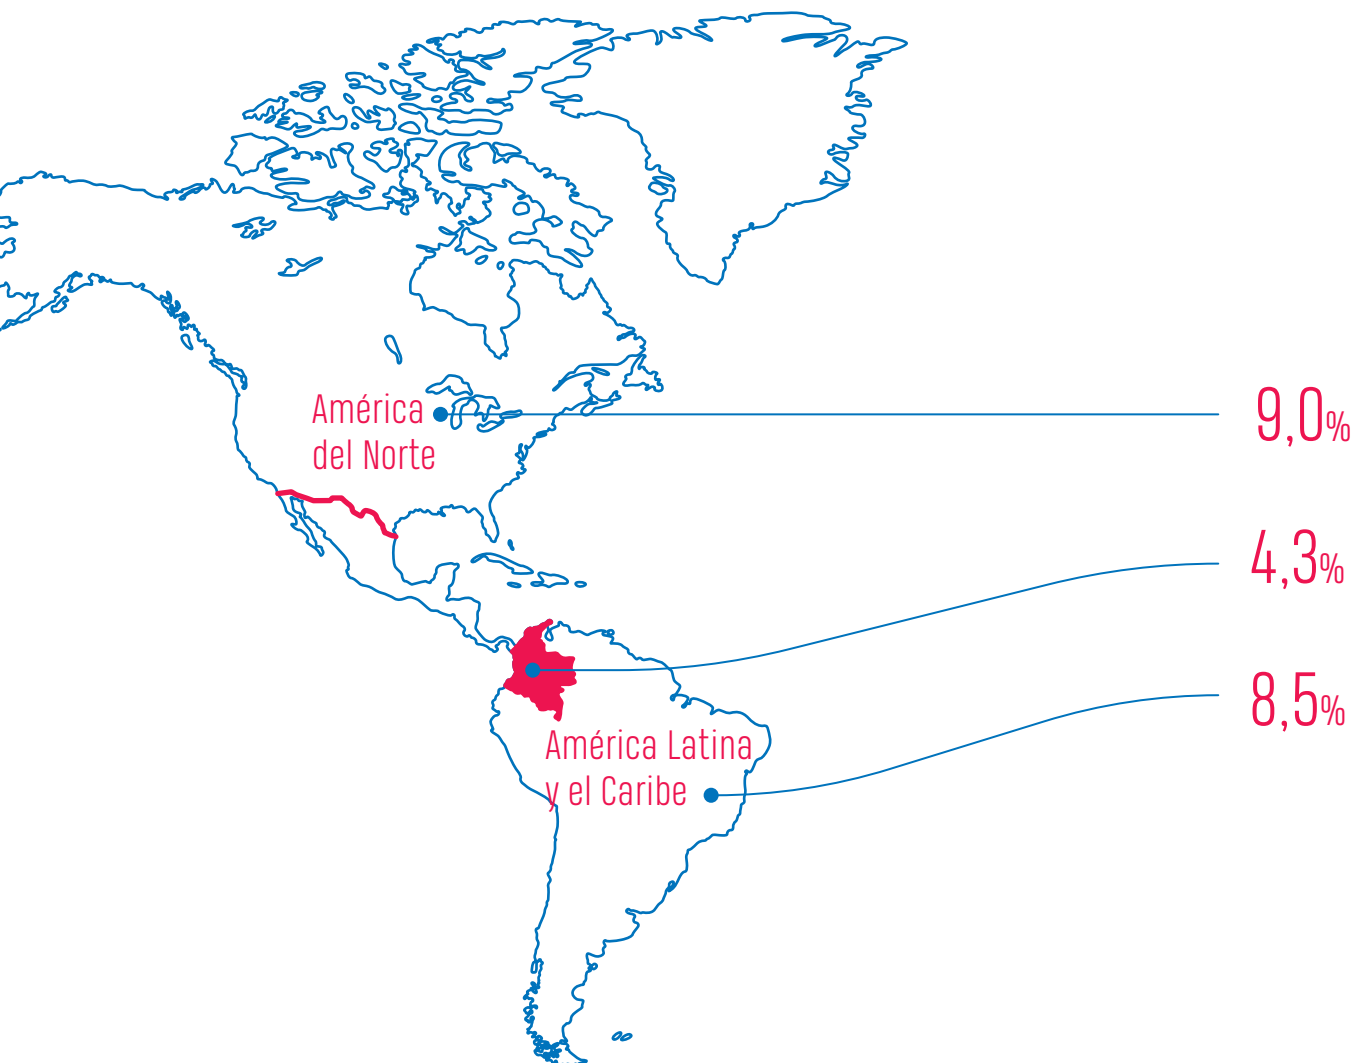 América
del Norte
9,0%
4,3%
8,5%
América Latina
y el Caribe